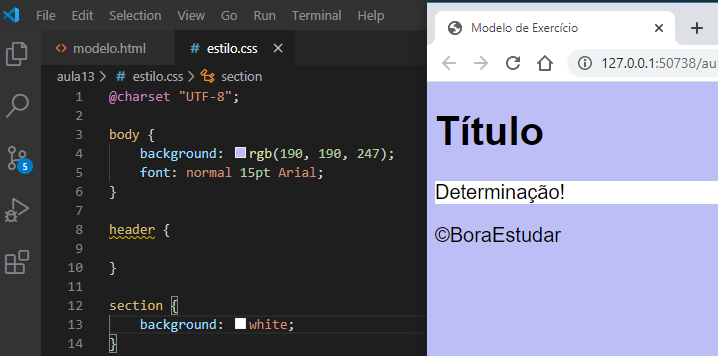 File Edit Selection View Go Run Terminal Help
modelo.html
# estilo.css
aula13 > # estilo.css > section
1 @charset "UTF-8";
2
3 body {
4 background: rgb(190, 190, 247);
5 font: normal 15pt Arial;
6 }
7
8 header {
9
10 }
11
12 section {
13 background: white;
14 }
5
Modelo de Exercício
127.0.0.1:50738/au
Título
Determinação!
©BoraEstudar